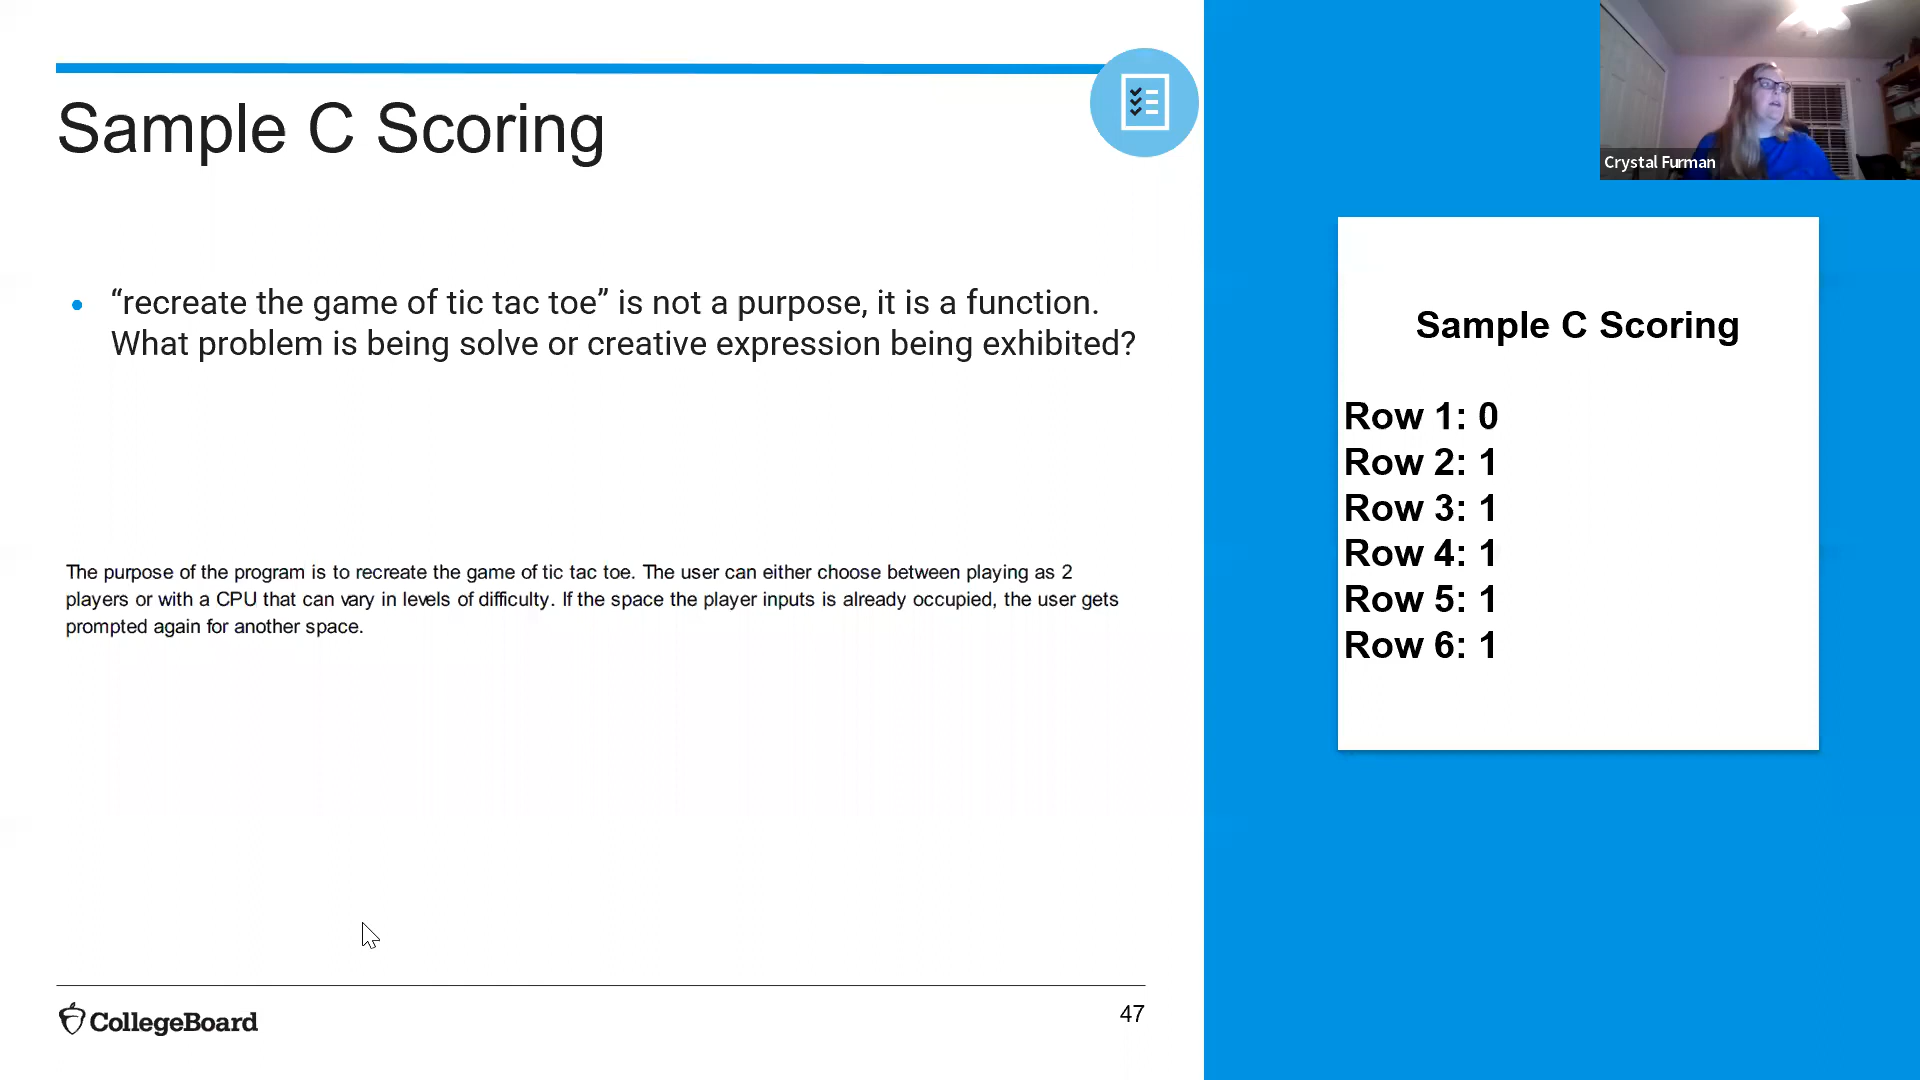 Sample C Scoring
• “recreate the game of tic tac toe” is not a purpose, it is a function.
What problem is being solve or creative expression being exhibited?
The purpose of the program is to recreate the game of tic tac toe. The user can either choose between playing as 2
players or with a CPU that can vary in levels of difficulty. If the space the player inputs is already occupied, the user gets
prompted again for another space.
CollegeBoard
47
Crystal Furman
Sample C Scoring
Row 1: 0
Row 2: 1
Row 3: 1
Row 4: 1
Row 5: 1
Row 6: 1